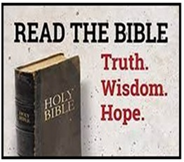 READ THE BIBLE
Truth.
Wisdom.
Hope.
HOLY
BIBLE